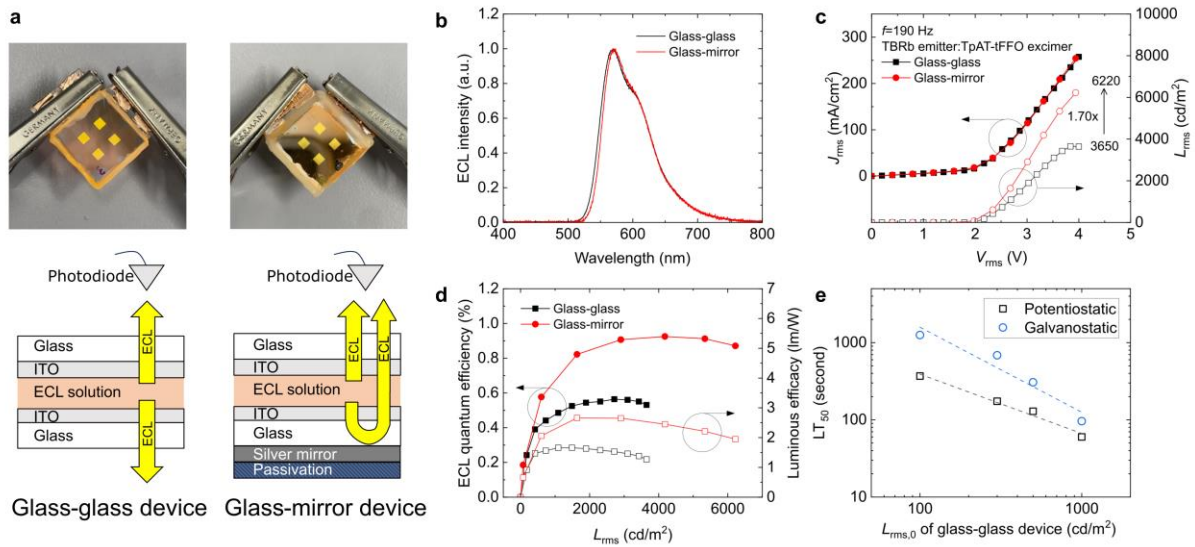 a
GERMANY
Photodiode
ECL
Glass
ITO
ECL solution
ITO
Glass
ECL
Glass-glass device
Photodiode
ECL
ECL
Glass
ITO
ECL solution
ITO
Glass
Silver mirror
Passivation
Glass-mirror device
b
Glass-glass
Glass-mirror
ECL intensity (a.u.)
1.2
1.0
0.8
0.6
0.4
0.2
0.0
400 500 600 700 800
Wavelength (nm)
c
f=190 Hz
TBRb emitter:TpAT-tFFO excimer
Glass-glass
Glass-mirror
6220
1.70x
3650
J_rms (mA/cm²)
300
250
200
150
100
50
0
L_rms (cd/m²)
10000
8000
6000
4000
2000
0
0 1 2 3 4 5
V_rms (V)
d
Glass-glass
Glass-mirror
ECL quantum efficiency (%)
1.2
1.0
0.8
0.6
0.4
0.2
0.0
Luminous efficacy (lm/W)
7
6
5
4
3
2
1
0
0 2000 4000 6000
L_rms (cd/m²)
e
Potentiostatic
Galvanostatic
LT₅₀ (second)
1000
100
10
100 1000
L_rms,0 of glass-glass device (cd/m²)